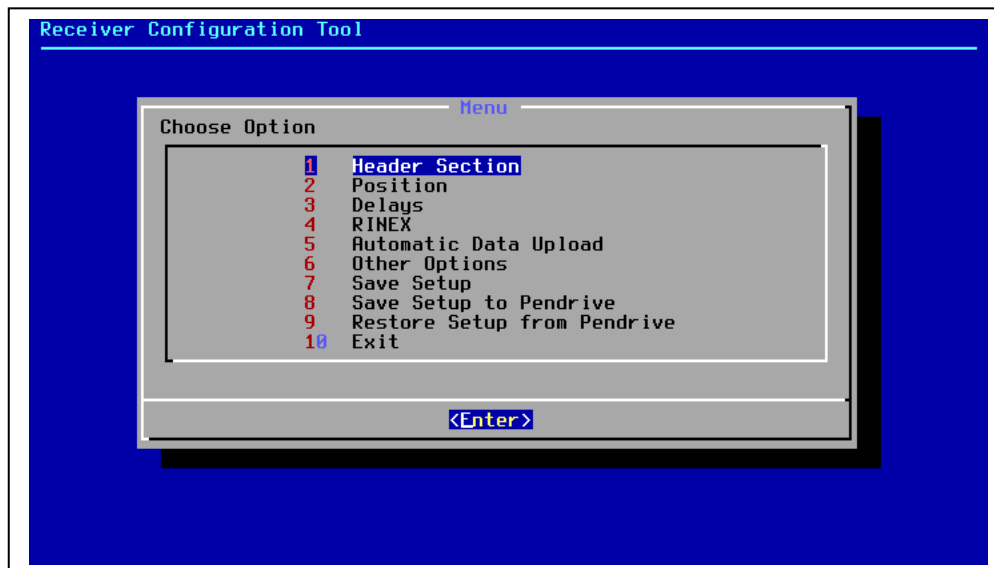 Receiver Configuration Tool
Menu
Choose Option
1 Header Section
2 Position
3 Delays
4 RINEX
5 Automatic Data Upload
6 Other Options
7 Save Setup
8 Save Setup to Pendrive
9 Restore Setup from Pendrive
10 Exit
<Enter>